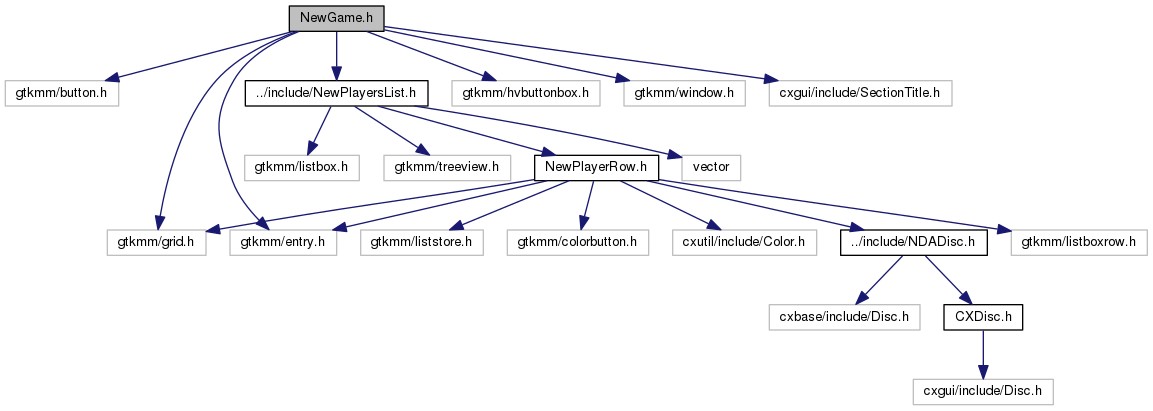 NewGame.h
gtkmm/button.h
../include/NewPlayersList.h
gtkmm/hvbuttonbox.h
gtkmm/window.h
cxgui/include/SectionTitle.h
gtkmm/listbox.h
gtkmm/treeview.h
NewPlayerRow.h
vector
gtkmm/grid.h
gtkmm/entry.h
gtkmm/liststore.h
gtkmm/colorbutton.h
cxutil/include/Color.h
../include/NDADisc.h
gtkmm/listboxrow.h
cxbase/include/Disc.h
CXDisc.h
cxgui/include/Disc.h